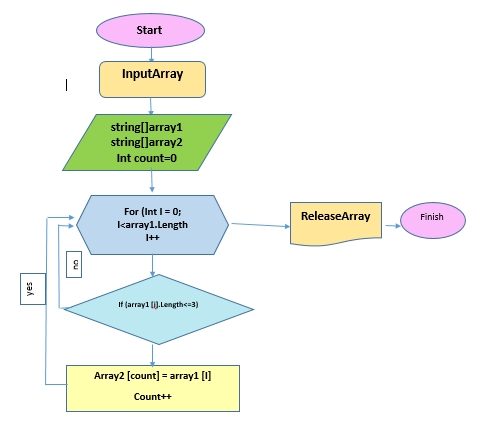 Start
InputArray
string[]array1
string[]array2
Int count=0
For (Int I = 0;
I<array1.Length
I++
ReleaseArray
Finish
no
yes
If (array1 [j].Length<=3)
Array2 [count] = array1 [I]
Count++